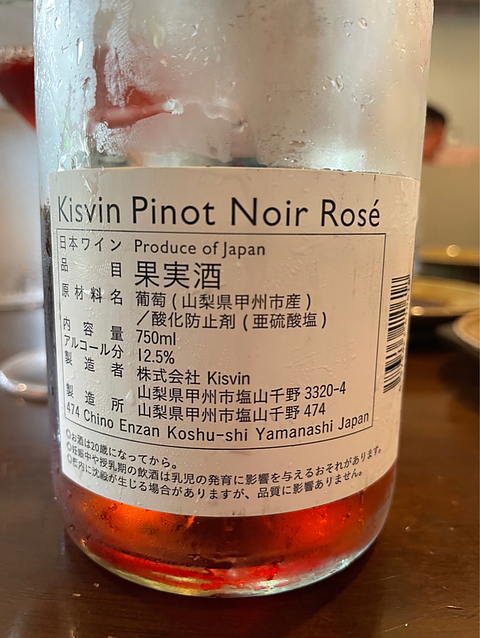 Kisvin Pinot Noir Rosé
日本ワイン Produce of Japan
品 目 果実酒
原材料名 葡萄 (山梨県甲州市産)
/酸化防止剤 (亜硫酸塩)
内容量 750ml
アルコール分 12.5%
製造者 株式会社 Kisvin
山梨県甲州市塩山千野 3320-4
製造所 山梨県甲州市塩山千野 474
474 Chino Enzan Koshu-shi Yamanashi Japan
◎お酒は20歳になってから。
◎妊娠中や授乳期の飲酒は乳児の発育に影響を与えるおそれがあります。
◎瓶内に沈殿が生じる場合がありますが、品質に影響ありません。